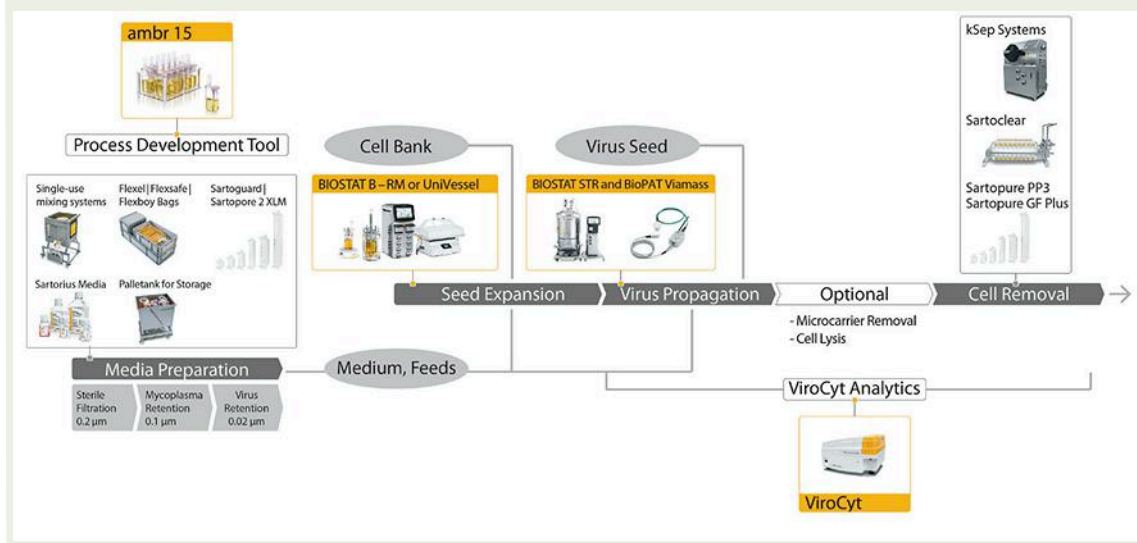 ambr 15
Process Development Tool
Single-use
mixing systems
Flexel|Flexsafe|
Flexboy Bags
Sartoguard|
Sartopore 2 XLM
Sartorius Media
Palletank for Storage
Media Preparation
Sterile
Filtration
0.2 µm
Mycoplasma
Retention
0.1 µm
Virus
Retention
0.02 µm
Cell Bank
Virus Seed
BIOSTAT B – RM or UniVessel
BIOSTAT STR and BioPAT Viamass
Seed Expansion
Virus Propagation
Optional
- Microcarrier Removal
- Cell Lysis
Cell Removal
kSep Systems
Sartoclear
Sartopure PP3
Sartopure GF Plus
Medium, Feeds
ViroCyt Analytics
ViroCyt